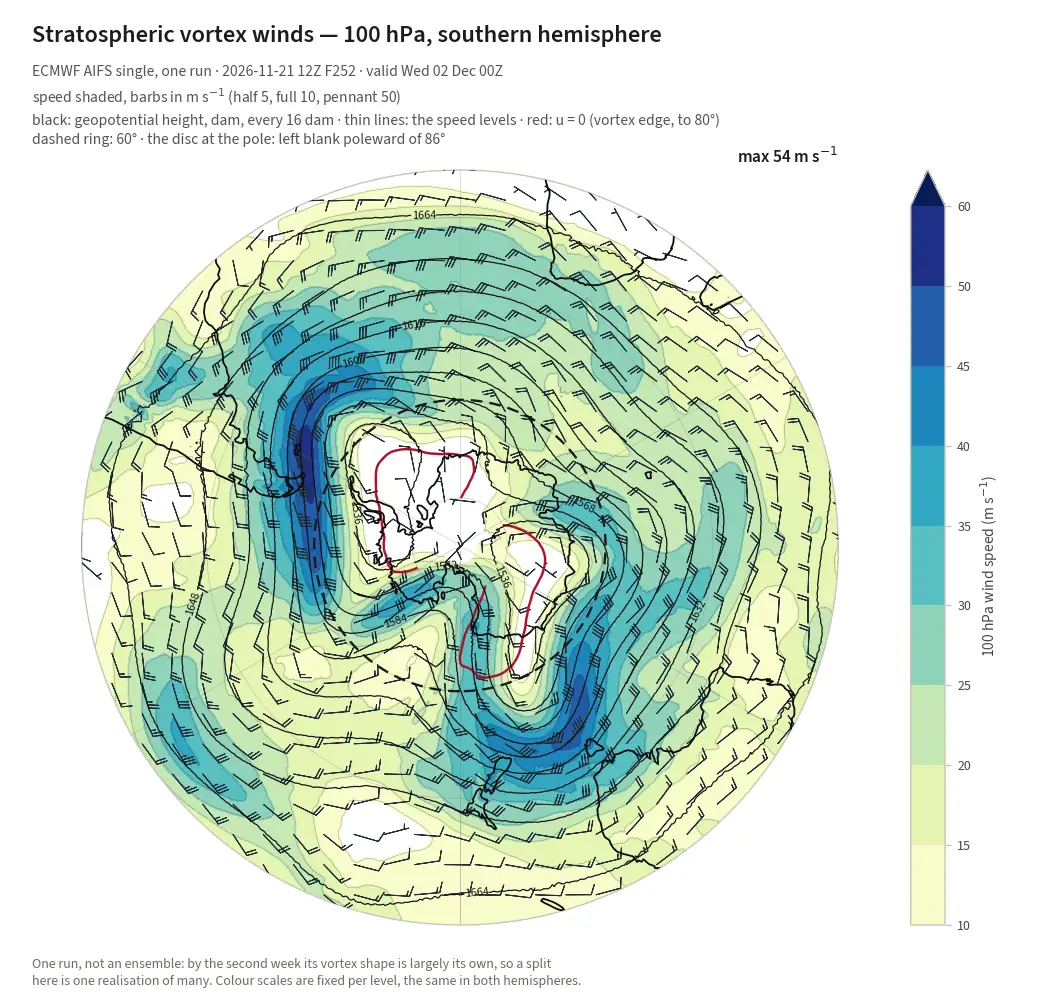 Stratospheric vortex winds — 100 hPa, southern hemisphere
ECMWF AIFS single, one run · 2026-11-21 12Z F252 · valid Wed 02 Dec 00Z
speed shaded, barbs in m s⁻¹ (half 5, full 10, pennant 50)
black: geopotential height, dam, every 16 dam · thin lines: the speed levels · red: u = 0 (vortex edge, to 80°)
dashed ring: 60° · the disc at the pole: left blank poleward of 86°
max 54 m s⁻¹
1664
1568
1536
1584
1648
1632
1664
60
50
45
40
35
30
25
20
15
10
100 hPa wind speed (m s⁻¹)
One run, not an ensemble: by the second week its vortex shape is largely its own, so a split
here is one realisation of many. Colour scales are fixed per level, the same in both hemispheres.